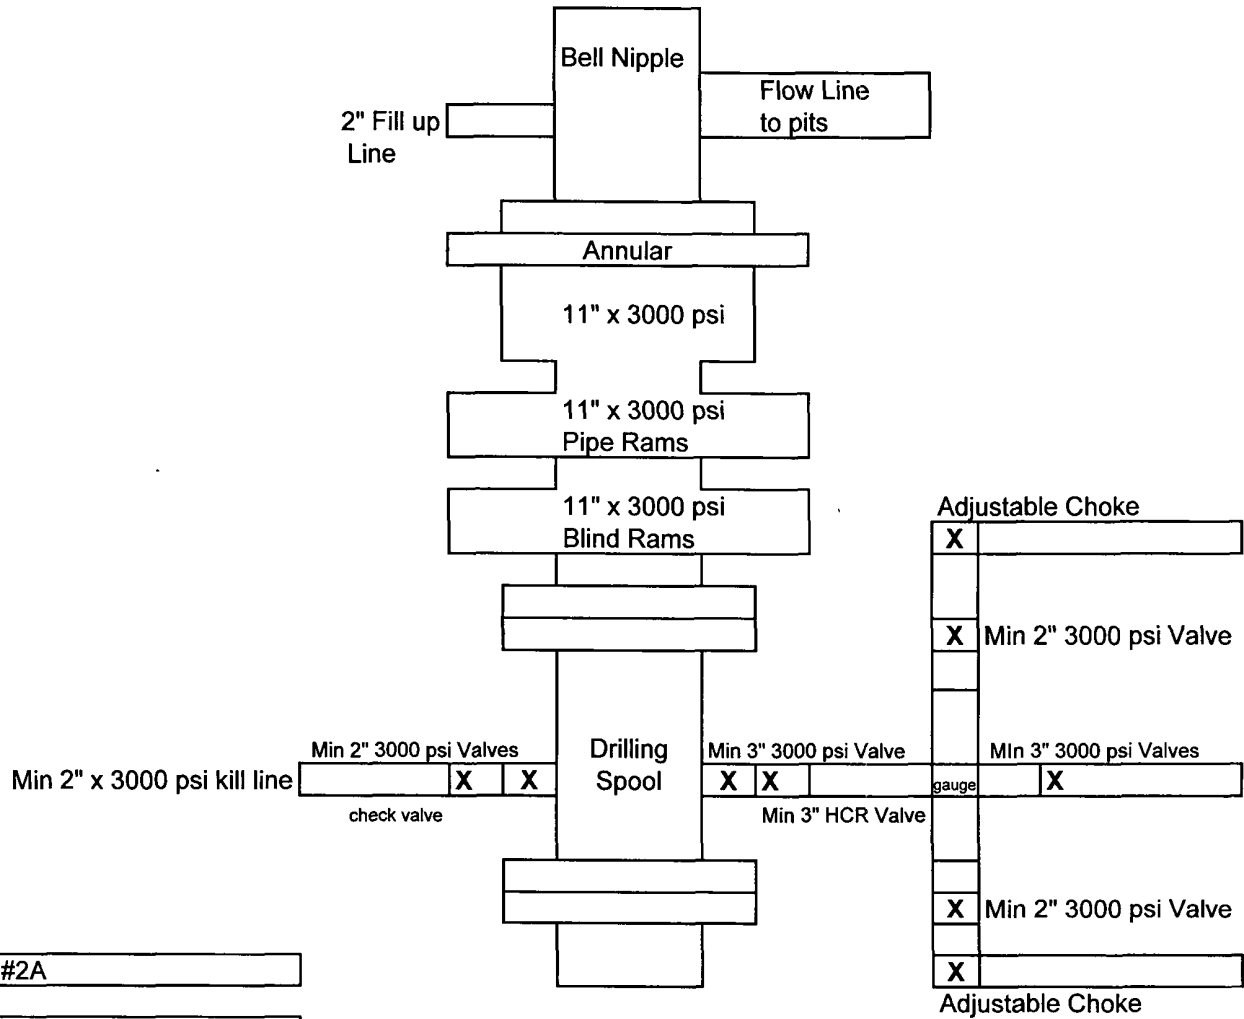 Bell Nipple
Flow Line
to pits
2" Fill up
Line
Annular
11" x 3000 psi
11" x 3000 psi
Pipe Rams
11" x 3000 psi
Blind Rams
Adjustable Choke
X
X Min 2" 3000 psi Valve
Min 2" 3000 psi Valves
Drilling
Spool
Min 3" 3000 psi Valve
MIn 3" 3000 psi Valves
Min 2" x 3000 psi kill line
X X
X X
gauge
X
check valve
Min 3" HCR Valve
X Min 2" 3000 psi Valve
#2A
X
Adjustable Choke